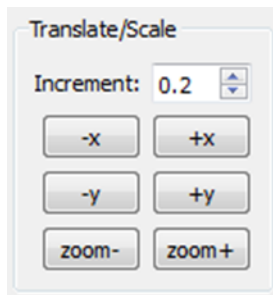 Translate/Scale
Increment: 0.2
-x +x
-y +y
zoom- zoom+